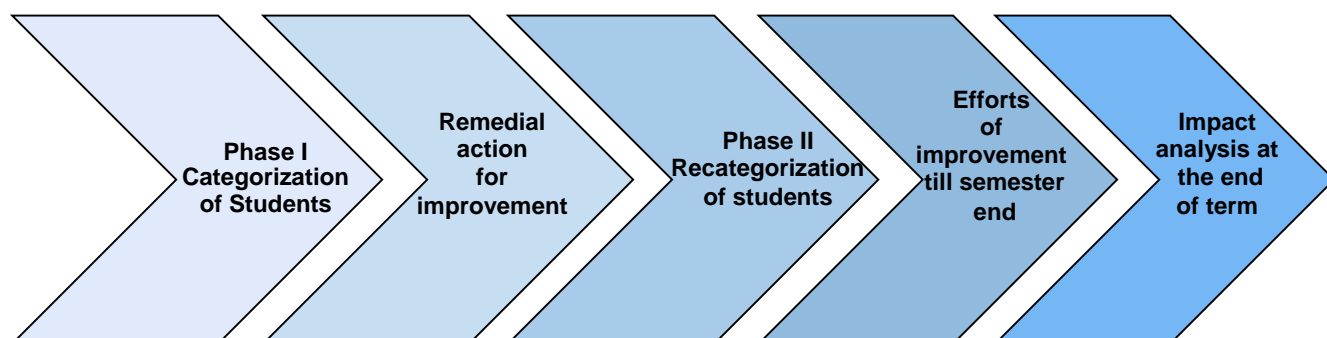 Phase I
Categorization
of Students
Remedial
action
for
improvement
Phase II
Recategorization
of students
Efforts
of
improvement
till semester
end
Impact
analysis at
the end
of term